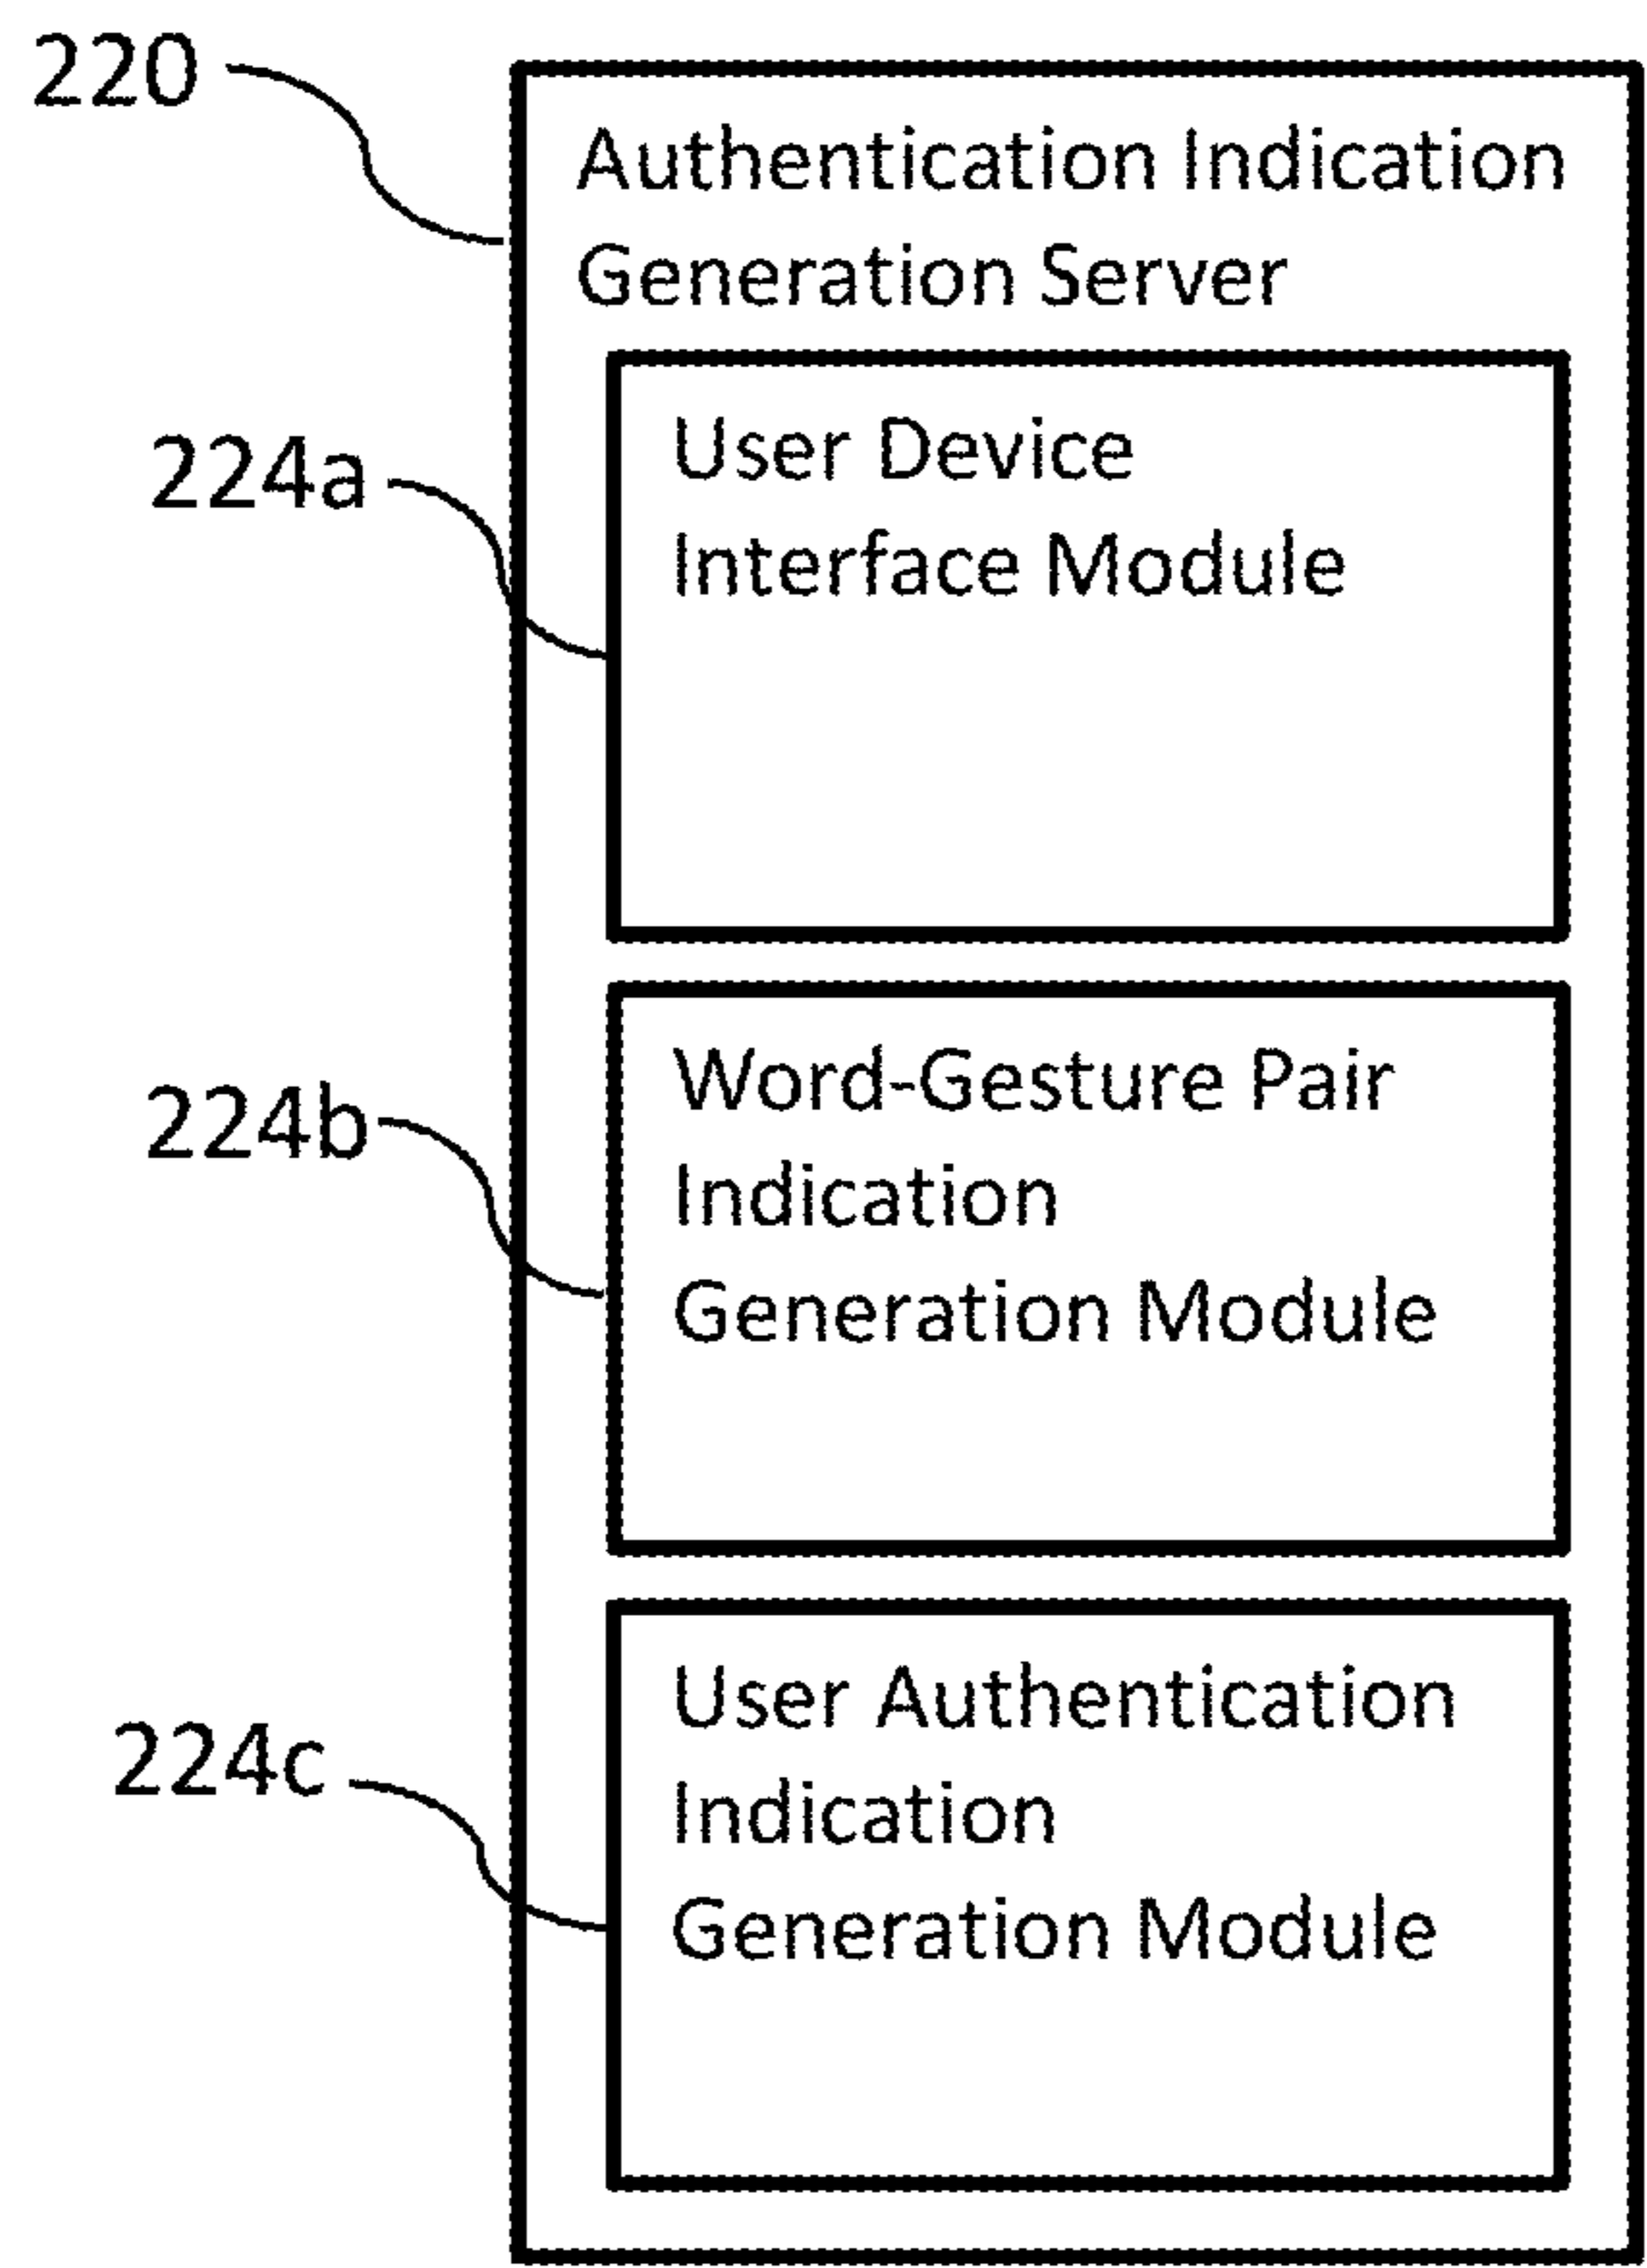 220
Authentication Indication
Generation Server
224a
User Device
Interface Module
224b
Word-Gesture Pair
Indication
Generation Module
224c
User Authentication
Indication
Generation Module